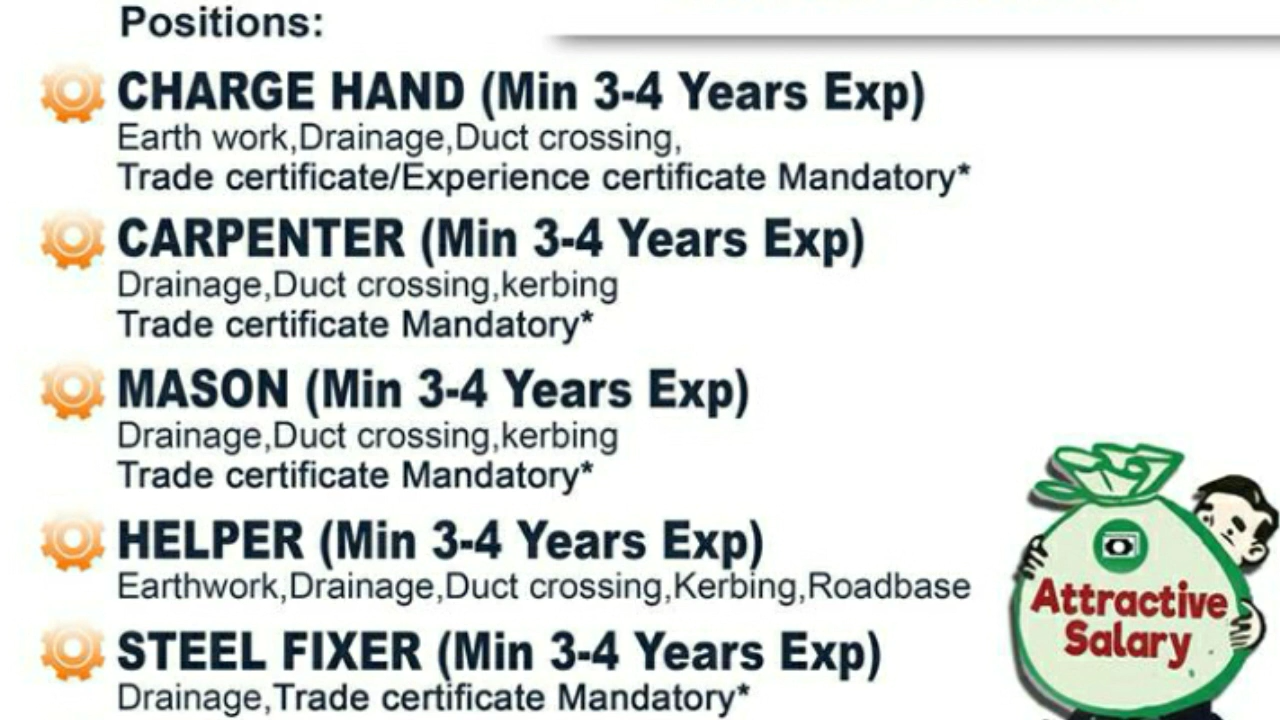 Positions:
CHARGE HAND (Min 3-4 Years Exp)
Earth work,Drainage,Duct crossing,
Trade certificate/Experience certificate Mandatory*
CARPENTER (Min 3-4 Years Exp)
Drainage,Duct crossing,kerbing
Trade certificate Mandatory*
MASON (Min 3-4 Years Exp)
Drainage,Duct crossing,kerbing
Trade certificate Mandatory*
HELPER (Min 3-4 Years Exp)
Earthwork,Drainage,Duct crossing,Kerbing,Roadbase
STEEL FIXER (Min 3-4 Years Exp)
Drainage,Trade certificate Mandatory*
Attractive
Salary